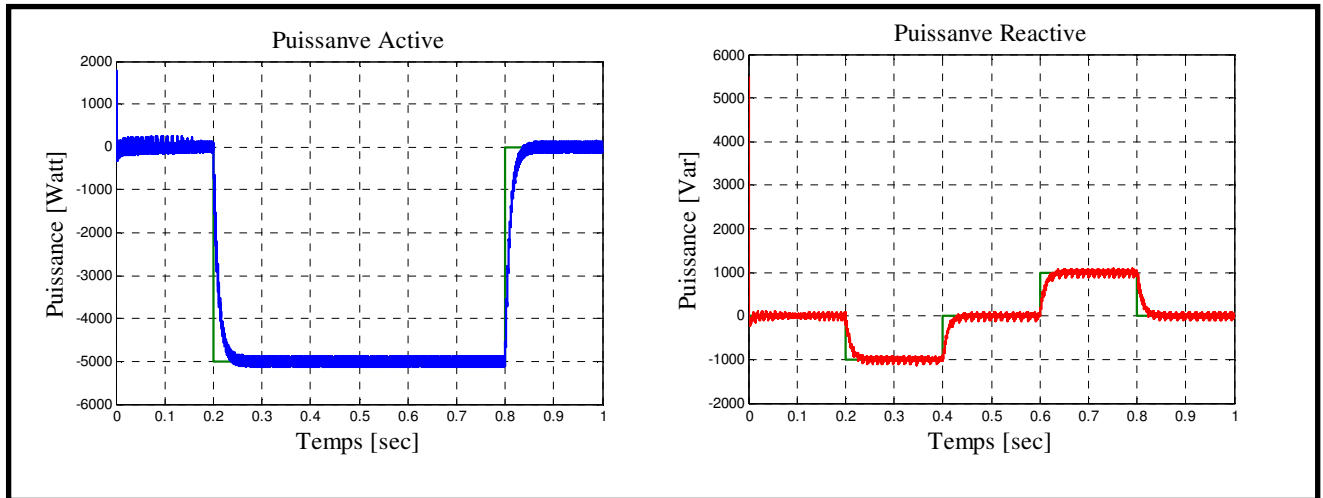 Puissanve Active
2000
1000
0
-1000
-2000
-3000
-4000
-5000
-6000
Puissance [Watt]
0 0.1 0.2 0.3 0.4 0.5 0.6 0.7 0.8 0.9 1
Temps [sec]
Puissanve Reactive
6000
5000
4000
3000
2000
1000
0
-1000
-2000
Puissance [Var]
0 0.1 0.2 0.3 0.4 0.5 0.6 0.7 0.8 0.9 1
Temps [sec]